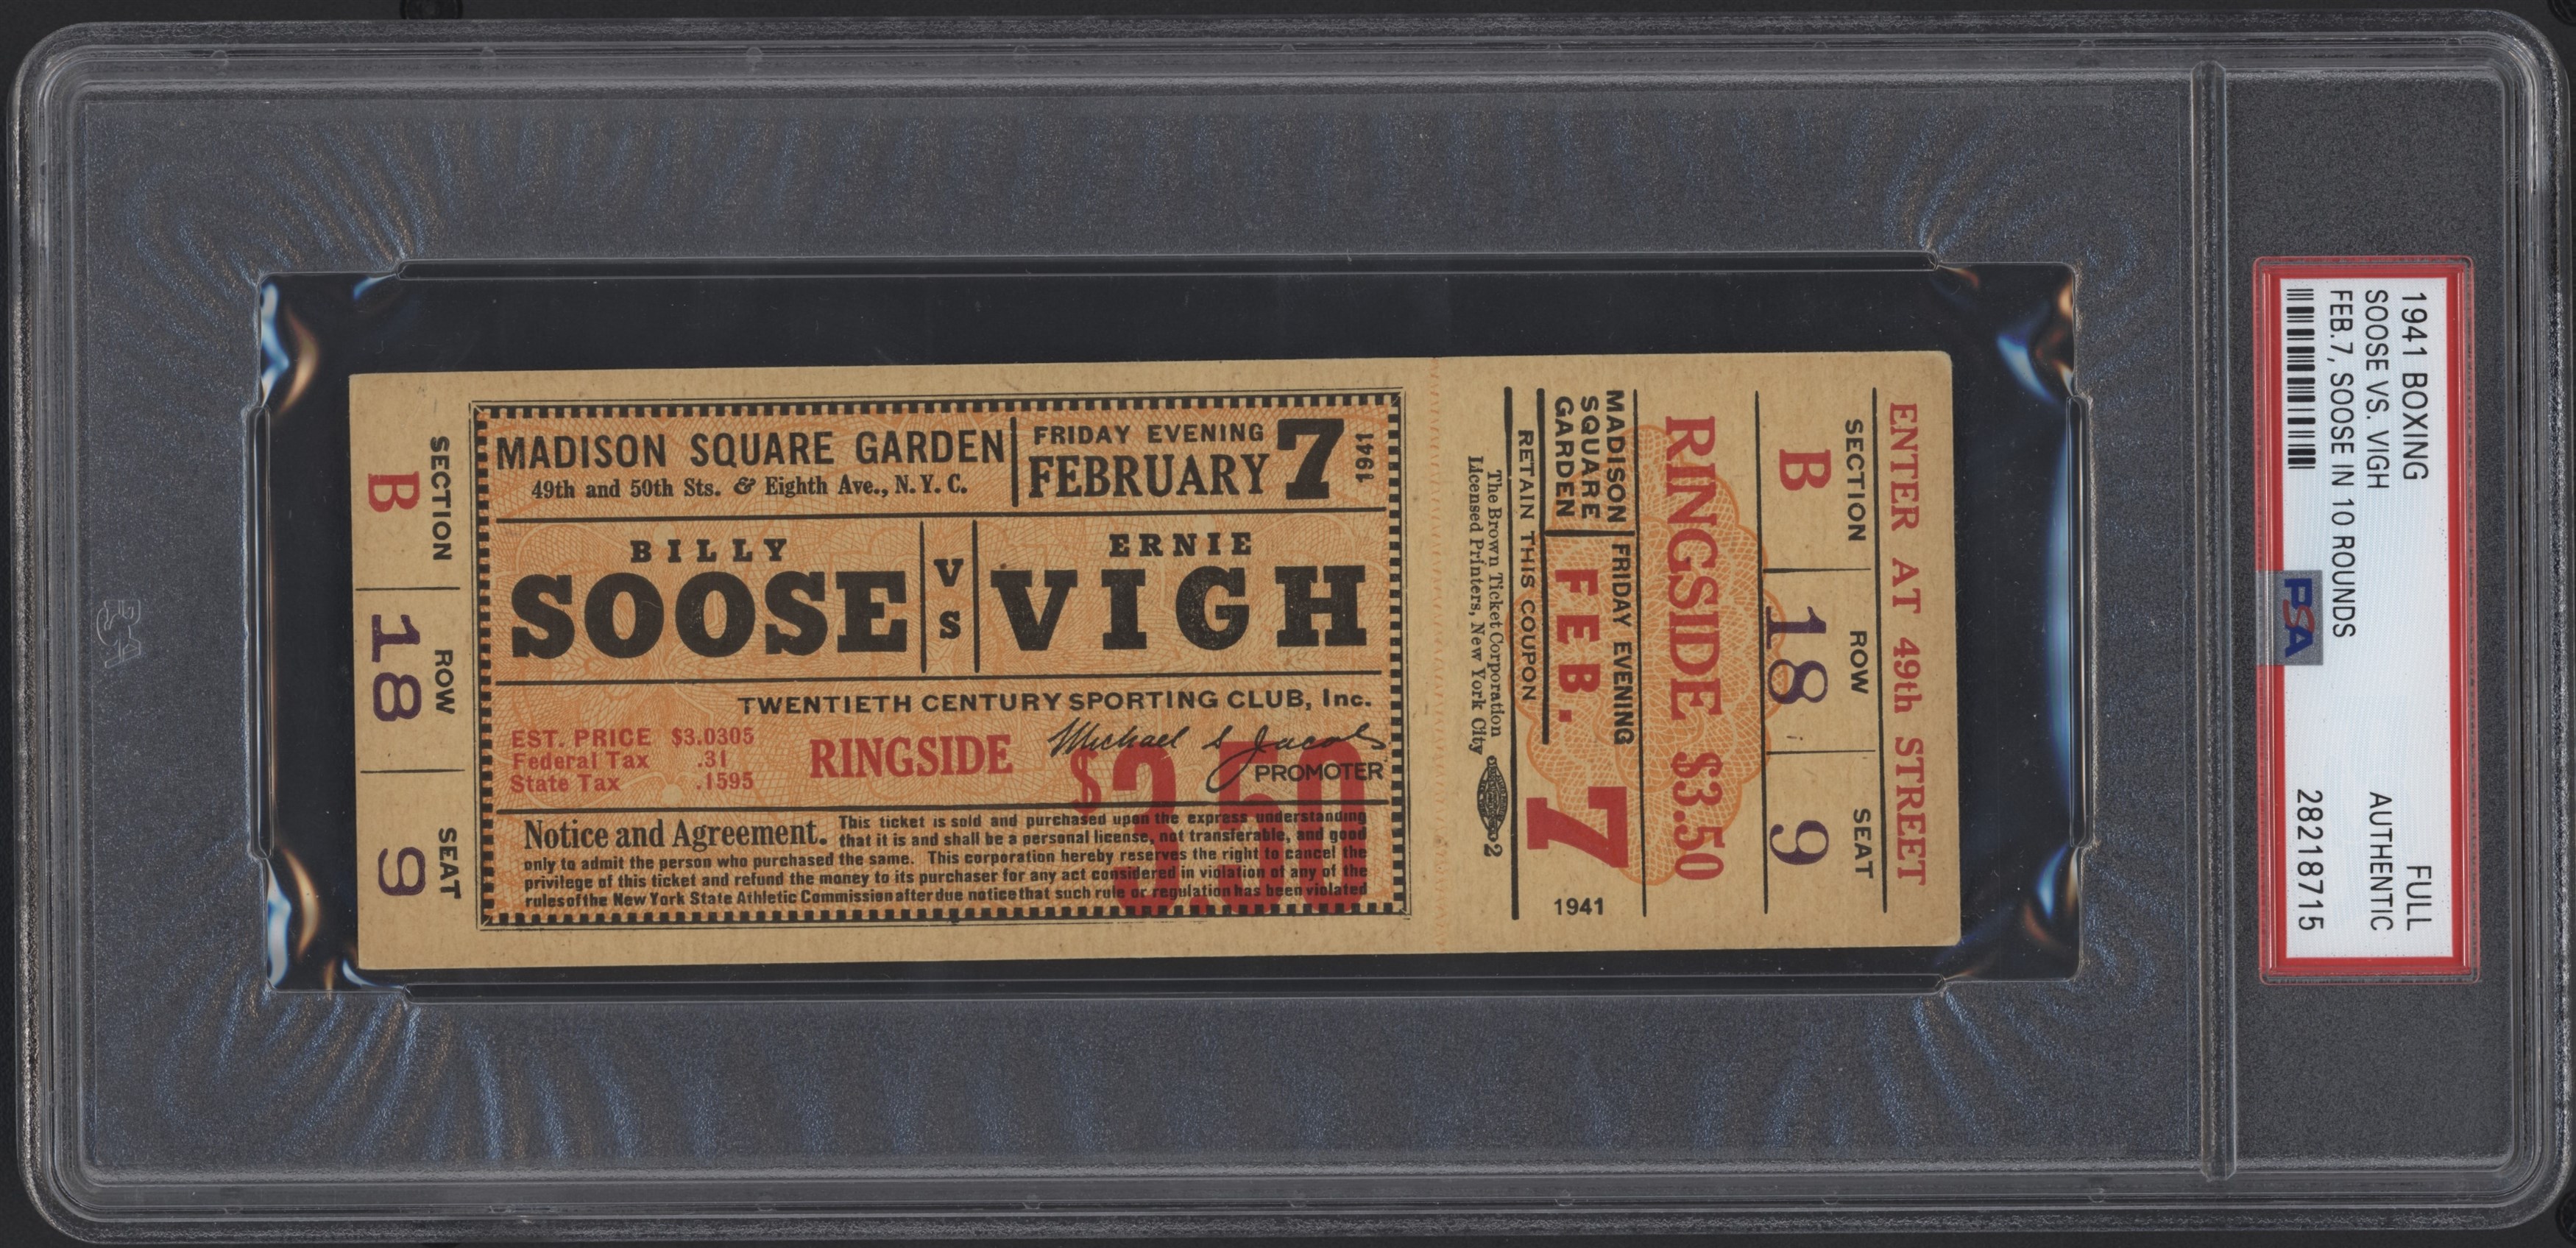 SECTION ROW SEAT
B 18 9
MADISON SQUARE GARDEN
49th and 50th Sts. & Eighth Ave., N. Y. C.
FRIDAY EVENING
FEBRUARY 7
1941
BILLY
SOOSE
VS
ERNIE
VIGH
TWENTIETH CENTURY SPORTING CLUB, Inc.
EST. PRICE $3.0305
Federal Tax .31
State Tax .1595
RINGSIDE
$3.50
Michael S Jacobs
PROMOTER
Notice and Agreement. This ticket is sold and purchased upon the express understanding
that it is and shall be a personal license, not transferable, and good
only to admit the person who purchased the same. This corporation hereby reserves the right to cancel the
privilege of this ticket and refund the money to its purchaser for any act considered in violation of any of the
rules of the New York State Athletic Commission after due notice that such rule or regulation has been violated
ENTER AT 49th STREET
SECTION ROW SEAT
B 18 9
RINGSIDE $3.50
MADISON
SQUARE
GARDEN
FRIDAY EVENING
FEB. 7
1941
RETAIN THIS COUPON
The Brown Ticket Corporation
Licensed Printers, New York City
2
1941 BOXING FULL
SOOSE VS. VIGH AUTHENTIC
FEB.7, SOOSE IN 10 ROUNDS
28218715
PSA
PSA